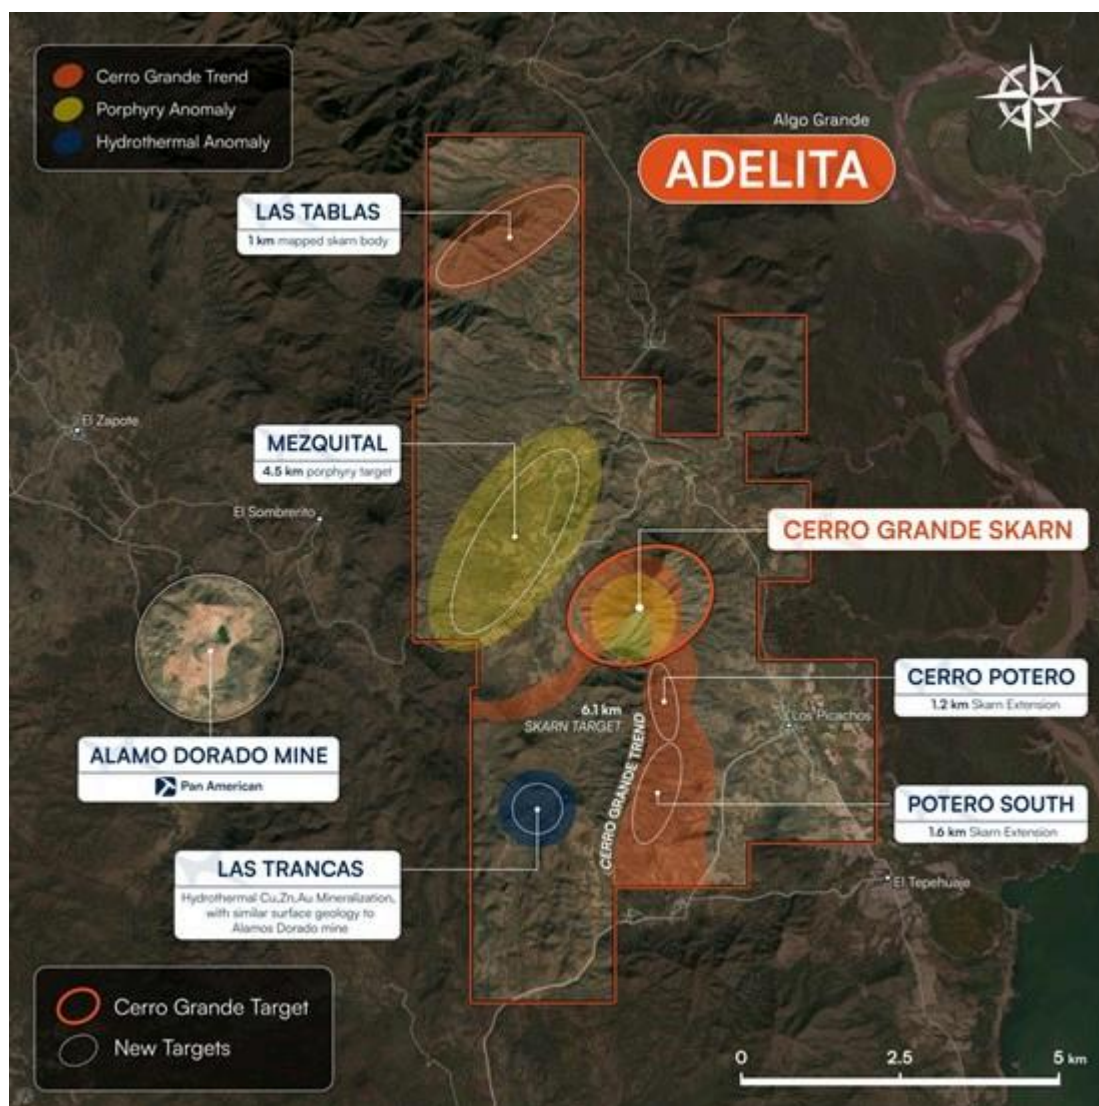 Cerro Grande Trend
Porphyry Anomaly
Hydrothermal Anomaly
Algo Grande
ADELITA
LAS TABLAS
1 km mapped skarn body
El Zapote
MEZQUITAL
4.5 km porphyry target
El Sombrerito
CERRO GRANDE SKARN
CERRO POTERO
1.2 km Skarn Extension
6.1 km
SKARN TARGET
Los Picachos
CERRO GRANDE TREND
ALAMO DORADO MINE
Pan American
POTERO SOUTH
1.6 km Skarn Extension
LAS TRANCAS
Hydrothermal Cu,Zn,Au Mineralization,
with similar surface geology to
Alamos Dorado mine
El Tepehuaje
Cerro Grande Target
New Targets
0 2.5 5 km